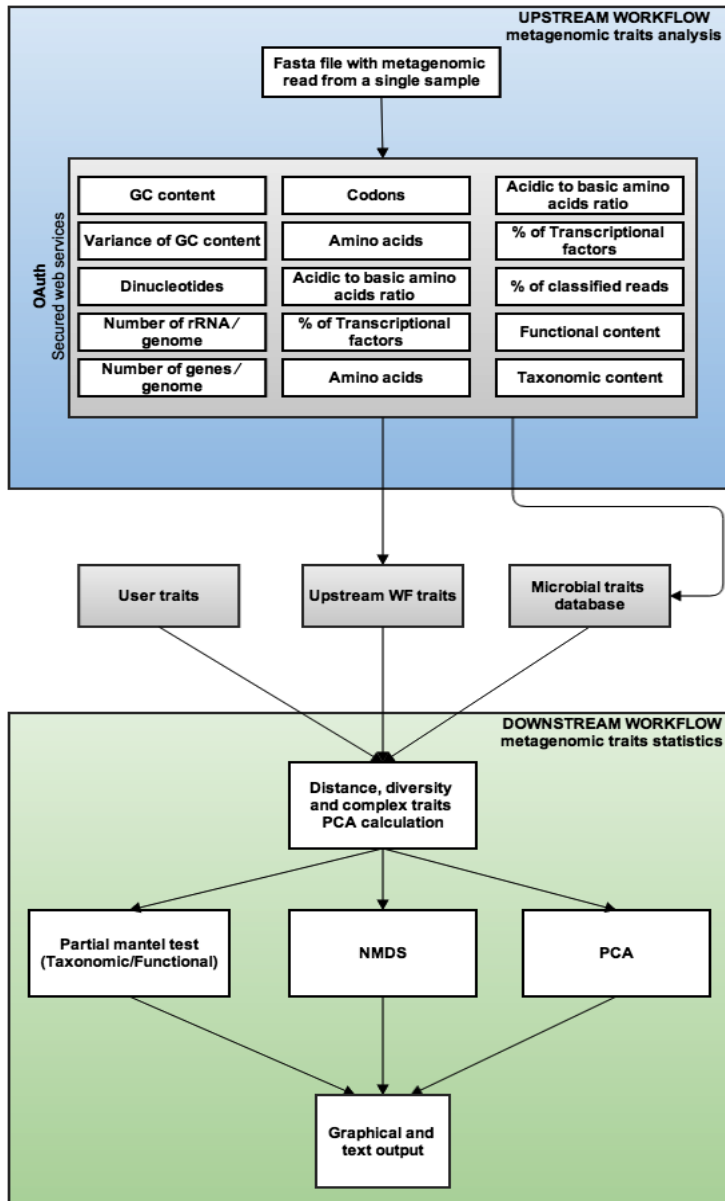 UPSTREAM WORKFLOW
metagenomic traits analysis
Fasta file with metagenomic
read from a single sample
OAuth
Secured web services
GC content
Variance of GC content
Dinucleotides
Number of rRNA/
genome
Number of genes/
genome
Codons
Amino acids
Acidic to basic amino
acids ratio
% of Transcriptional
factors
Amino acids
Acidic to basic amino
acids ratio
% of Transcriptional
factors
% of classified reads
Functional content
Taxonomic content
User traits
Upstream WF traits
Microbial traits
database
DOWNSTREAM WORKFLOW
metagenomic traits statistics
Distance, diversity
and complex traits
PCA calculation
Partial mantel test
(Taxonomic/Functional)
NMDS
PCA
Graphical and
text output